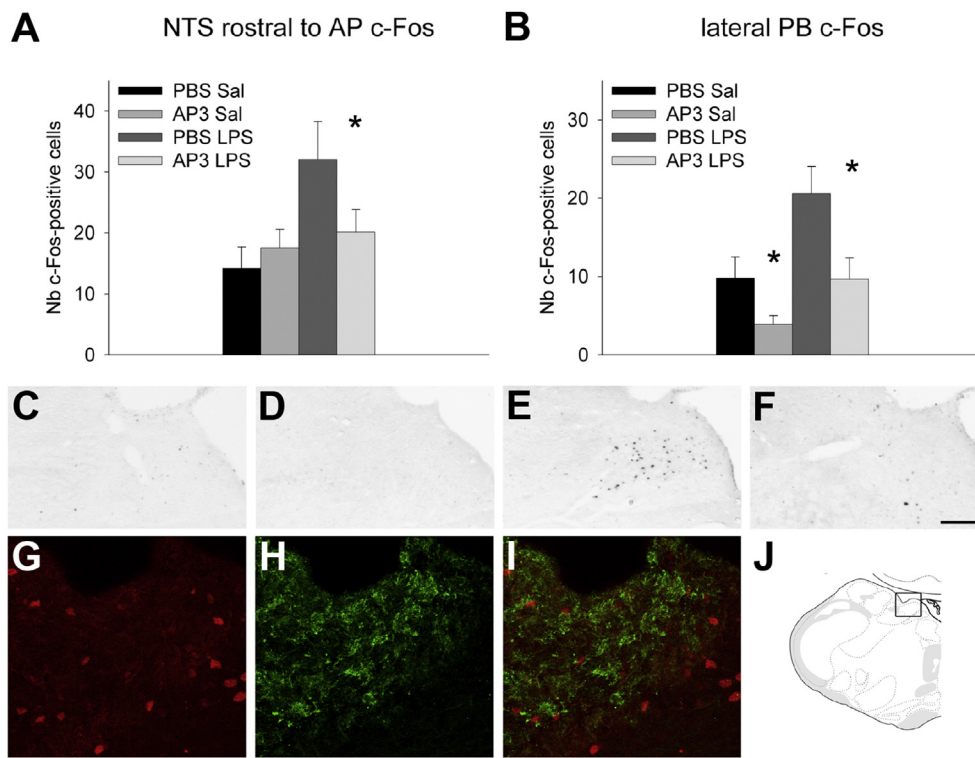 A
NTS rostral to AP c-Fos
Nb c-Fos-positive cells
40
30
20
10
0
PBS Sal
AP3 Sal
PBS LPS
AP3 LPS
*
B
lateral PB c-Fos
Nb c-Fos-positive cells
30
20
10
0
PBS Sal
AP3 Sal
PBS LPS
AP3 LPS
*
*
C
D
E
F
G
H
I
J